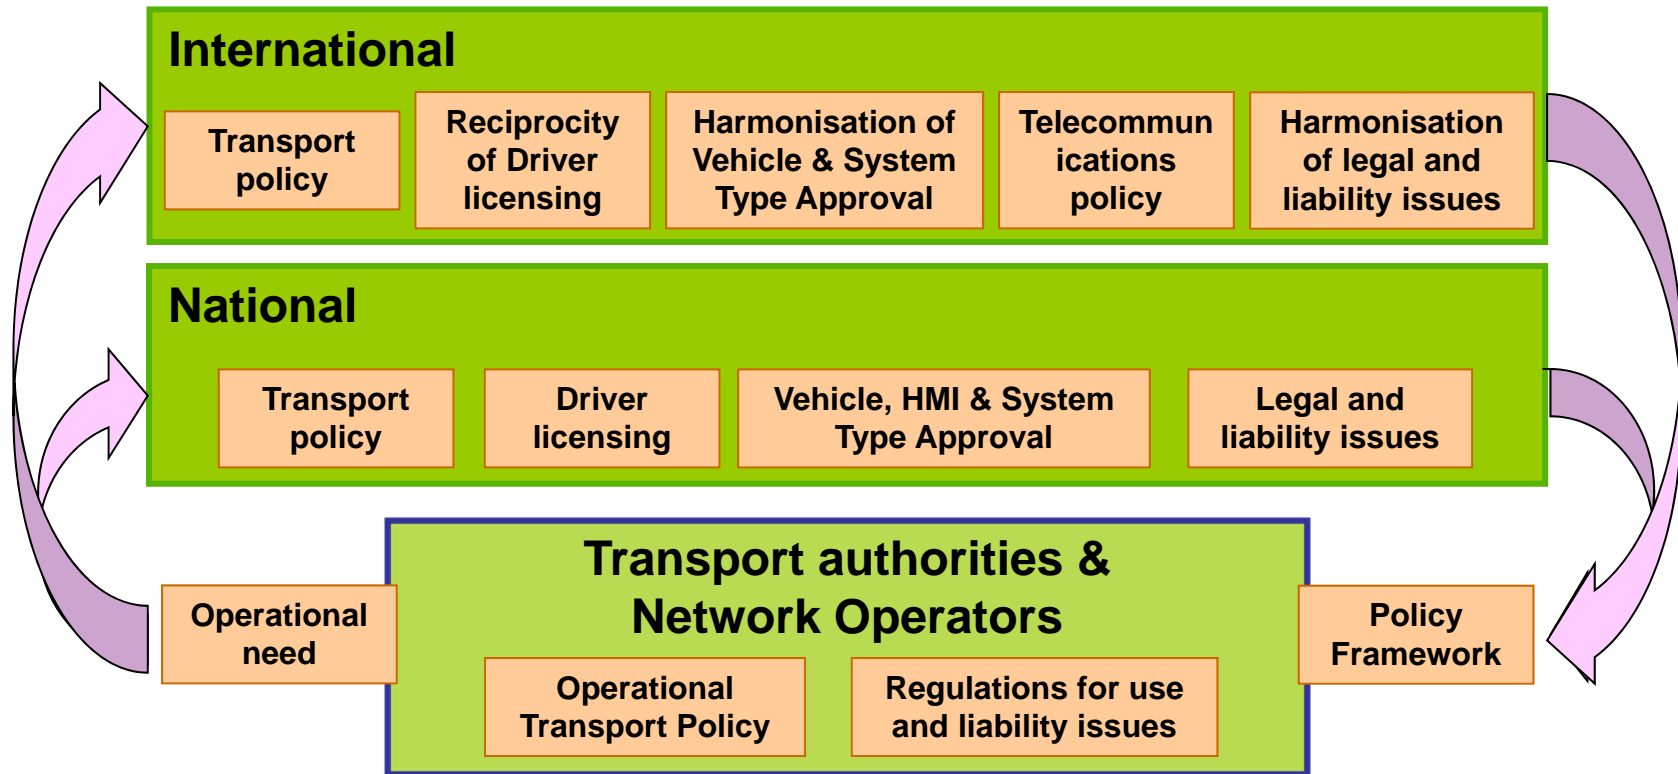 International
Transport
policy
Reciprocity
of Driver
licensing
Harmonisation of
Vehicle & System
Type Approval
Telecommun
ications
policy
Harmonisation
of legal and
liability issues
National
Transport
policy
Driver
licensing
Vehicle, HMI & System
Type Approval
Legal and
liability issues
Transport authorities &
Network Operators
Operational
need
Policy
Framework
Operational
Transport Policy
Regulations for use
and liability issues